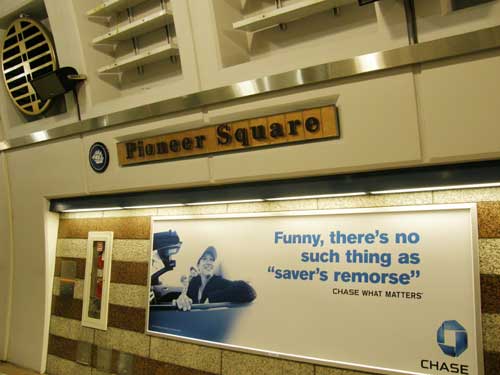 Pioneer Square
Funny, there's no
such thing as
"saver's remorse"
CHASE WHAT MATTERS
CHASE